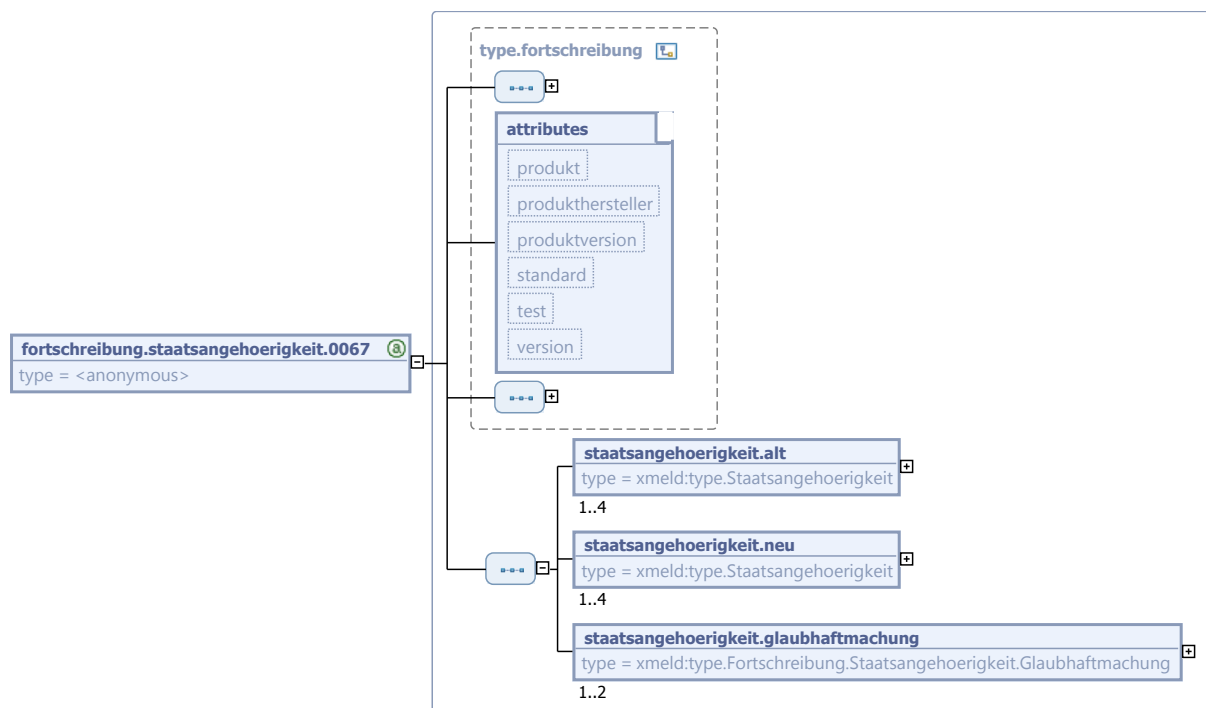 type.fortschreibung
attributes
produkt
produkthersteller
produktversion
standard
test
version
fortschreibung.staatsangehoerigkeit.0067
type = <anonymous>
staatsangehoerigkeit.alt
type = xmeld:type.Staatsangehoerigkeit
1..4
staatsangehoerigkeit.neu
type = xmeld:type.Staatsangehoerigkeit
1..4
staatsangehoerigkeit.glaubhaftmachung
type = xmeld:type.Fortschreibung.Staatsangehoerigkeit.Glaubhaftmachung
1..2